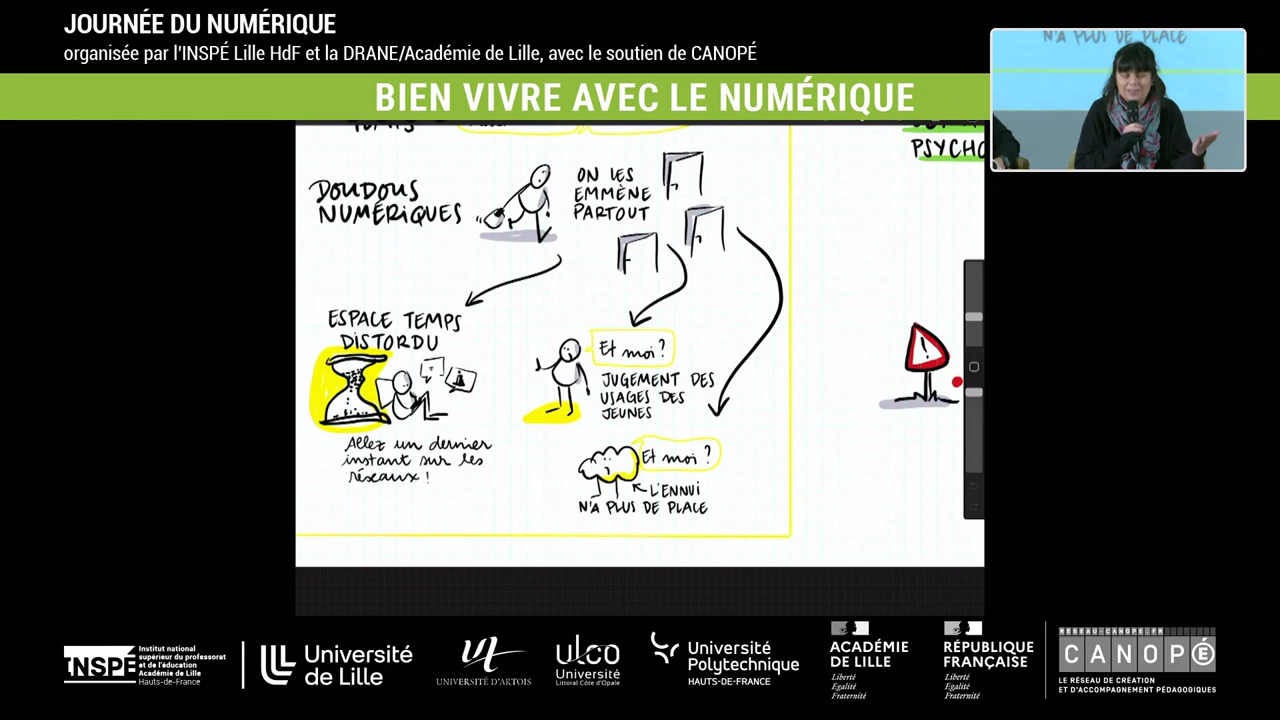 JOURNÉE DU NUMÉRIQUE
organisée par l'INSPÉ Lille HdF et la DRANE/Académie de Lille, avec le soutien de CANOPÉ
BIEN VIVRE AVEC LE NUMÉRIQUE
N'A PLUS DE PLACE
PSYCHO
DOUDOUS
NUMÉRIQUES
ON LES
EMMÈNE
PARTOUT
ESPACE TEMPS
DISTORDU
Allez un dernier
instant sur les
réseaux !
Et moi ?
JUGEMENT DES
USAGES DES
JEUNES
Et moi ?
L'ENNUI
N'A PLUS DE PLACE
INSPÉ
Institut national
supérieur du professorat
et de l'éducation
Académie de Lille
Hauts-de-France
Université
de Lille
UNIVERSITÉ D'ARTOIS
ULCO
Université
Littoral Côte d'Opale
Université
Polytechnique
HAUTS-DE-FRANCE
ACADÉMIE
DE LILLE
Liberté
Égalité
Fraternité
RÉPUBLIQUE
FRANÇAISE
Liberté
Égalité
Fraternité
RESEAU-CANOPE.FR
CANOPÉ
LE RÉSEAU DE CRÉATION
ET D'ACCOMPAGNEMENT PÉDAGOGIQUES